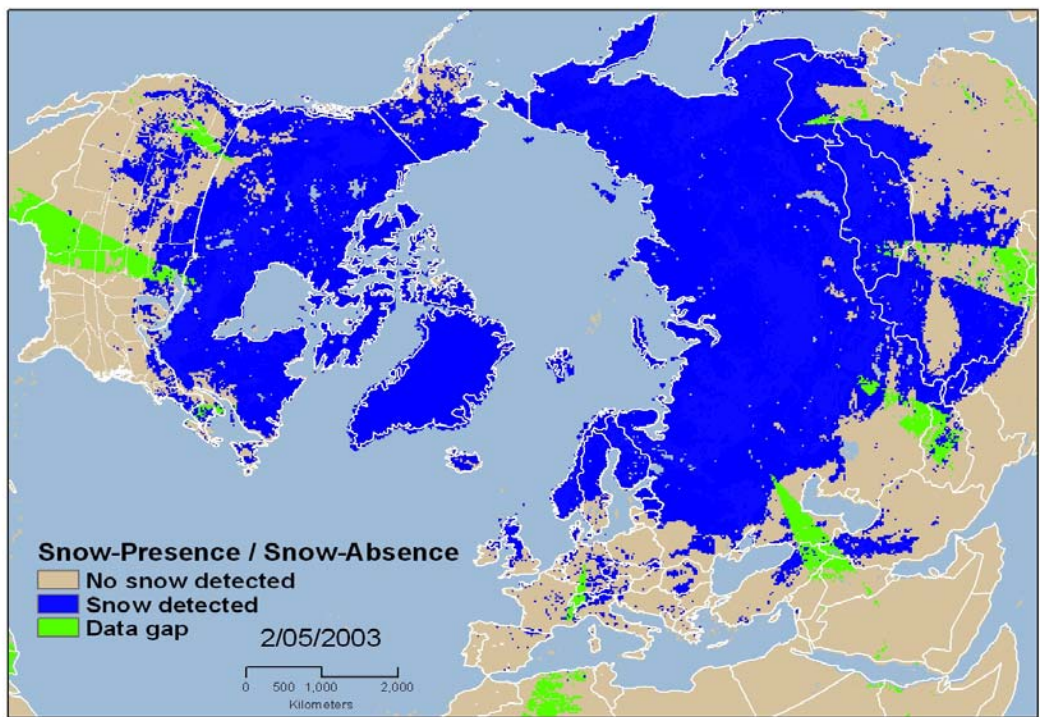 Snow-Presence / Snow-Absence
No snow detected
Snow detected
Data gap
2/05/2003
0 500 1,000 2,000
Kilometers